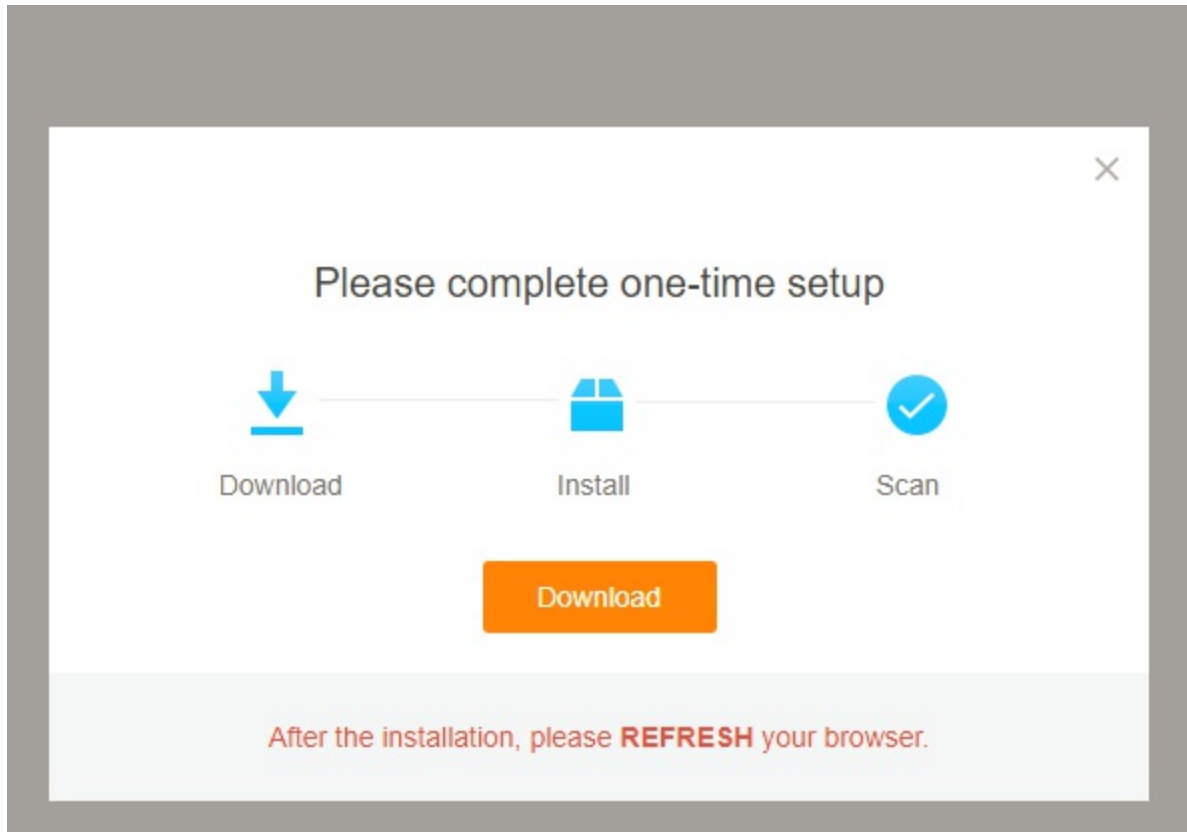 Please complete one-time setup
Download Install Scan
Download
After the installation, please REFRESH your browser.